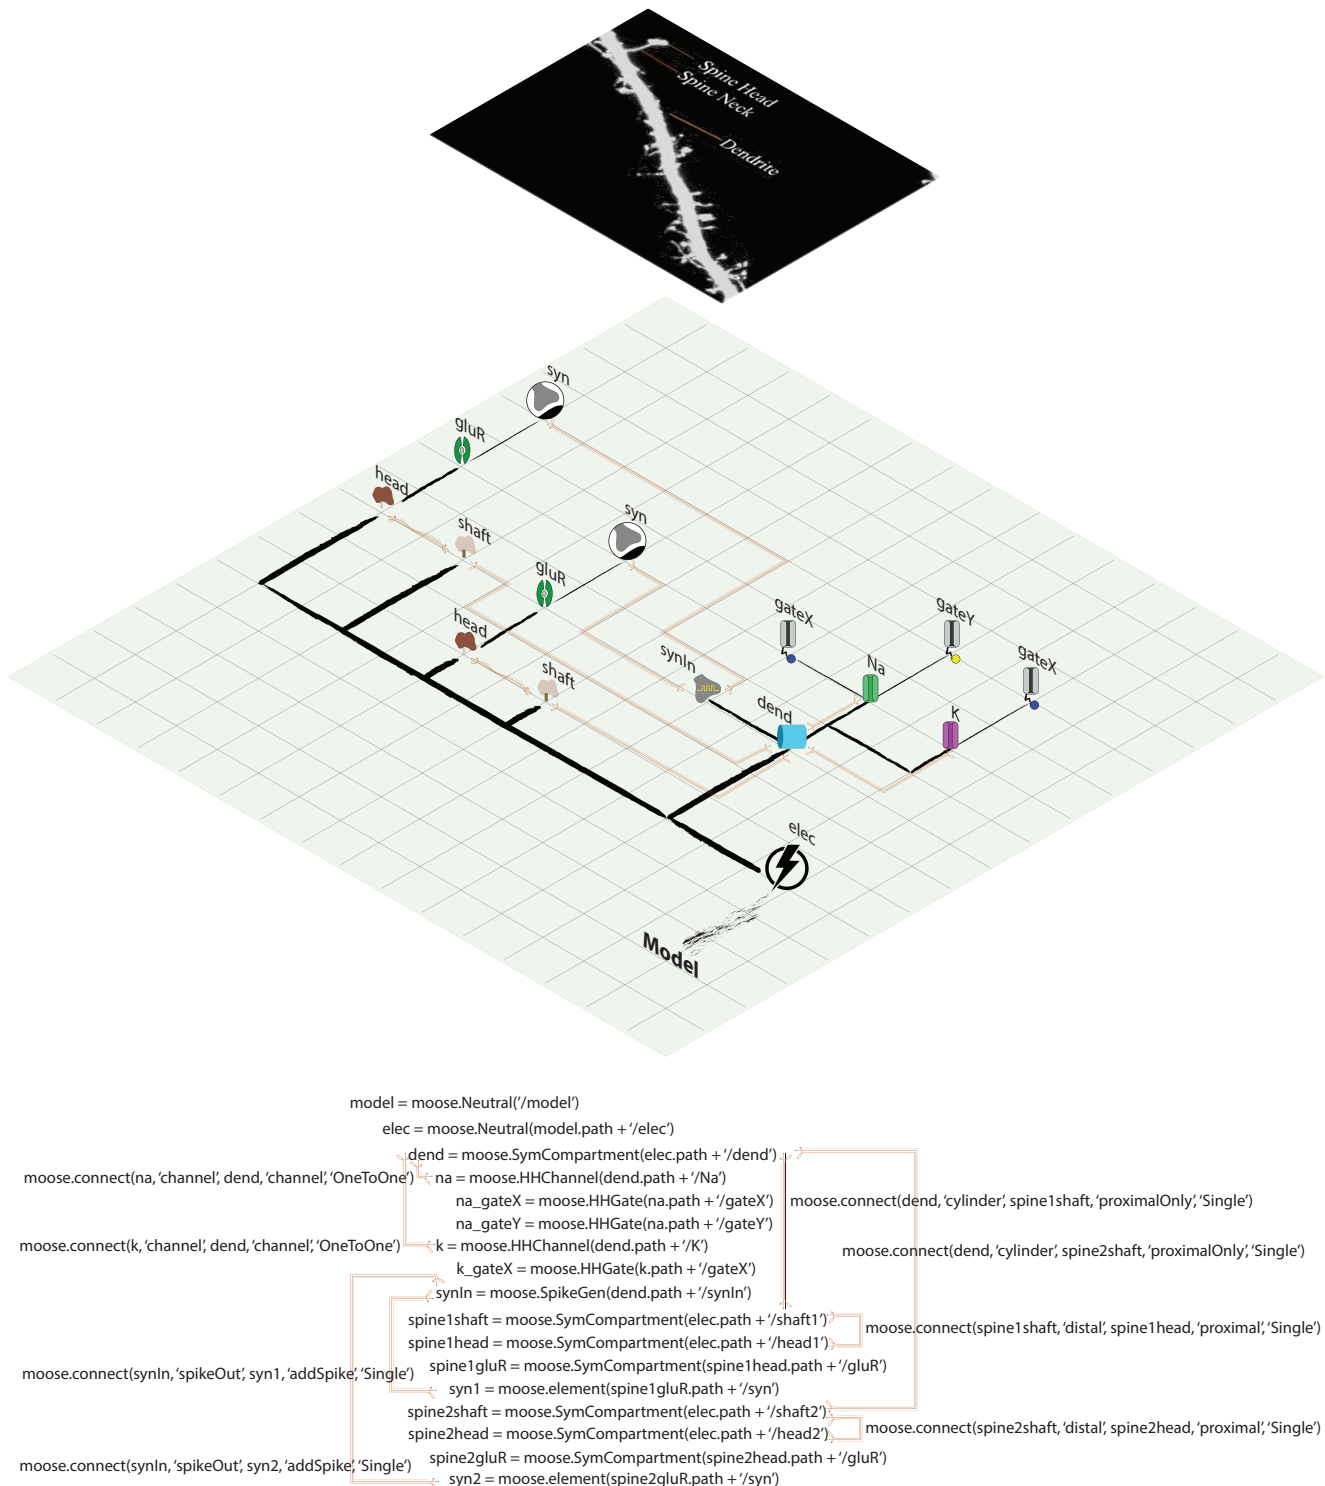 Spine Head
Spine Neck
Dendrite
syn
gluR
head
shaft
syn
gluR
head
shaft
synIn
dend
gateX
Na
gateY
gateX
k
elec
Model
model = moose.Neutral('/model')
elec = moose.Neutral(model.path + '/elec')
dend = moose.SymCompartment(elec.path + '/dend')
moose.connect(na, 'channel', dend, 'channel', 'OneToOne')
na = moose.HHChannel(dend.path + '/Na')
na_gateX = moose.HHGate(na.path + '/gateX')
moose.connect(dend, 'cylinder', spine1shaft, 'proximalOnly', 'Single')
na_gateY = moose.HHGate(na.path + '/gateY')
moose.connect(k, 'channel', dend, 'channel', 'OneToOne')
k = moose.HHChannel(dend.path + '/K')
moose.connect(dend, 'cylinder', spine2shaft, 'proximalOnly', 'Single')
k_gateX = moose.HHGate(k.path + '/gateX')
synIn = moose.SpikeGen(dend.path + '/synIn')
spine1shaft = moose.SymCompartment(elec.path + '/shaft1')
moose.connect(spine1shaft, 'distal', spine1head, 'proximal', 'Single')
spine1head = moose.SymCompartment(elec.path + '/head1')
spine1gluR = moose.SymCompartment(spine1head.path + '/gluR')
moose.connect(synIn, 'spikeOut', syn1, 'addSpike', 'Single')
syn1 = moose.element(spine1gluR.path + '/syn')
spine2shaft = moose.SymCompartment(elec.path + '/shaft2')
moose.connect(spine2shaft, 'distal', spine2head, 'proximal', 'Single')
spine2head = moose.SymCompartment(elec.path + '/head2')
spine2gluR = moose.SymCompartment(spine2head.path + '/gluR')
moose.connect(synIn, 'spikeOut', syn2, 'addSpike', 'Single')
syn2 = moose.element(spine2gluR.path + '/syn')